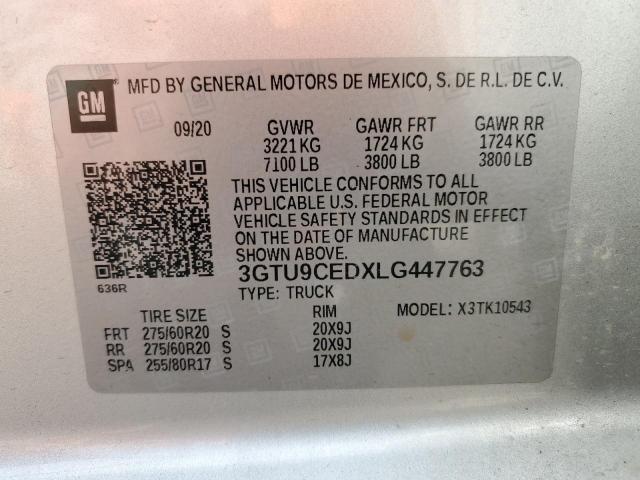 GM
MFD BY GENERAL MOTORS DE MEXICO, S. DE R.L. DE C.V.
09/20 GVWR GAWR FRT GAWR RR
3221 KG 1724 KG 1724 KG
7100 LB 3800 LB 3800 LB
THIS VEHICLE CONFORMS TO ALL
APPLICABLE U.S. FEDERAL MOTOR
VEHICLE SAFETY STANDARDS IN EFFECT
ON THE DATE OF MANUFACTURE
SHOWN ABOVE.
3GTU9CEDXLG447763
636R
TYPE: TRUCK
MODEL: X3TK10543
TIRE SIZE RIM
FRT 275/60R20 S 20X9J
RR 275/60R20 S 20X9J
SPA 255/80R17 S 17X8J